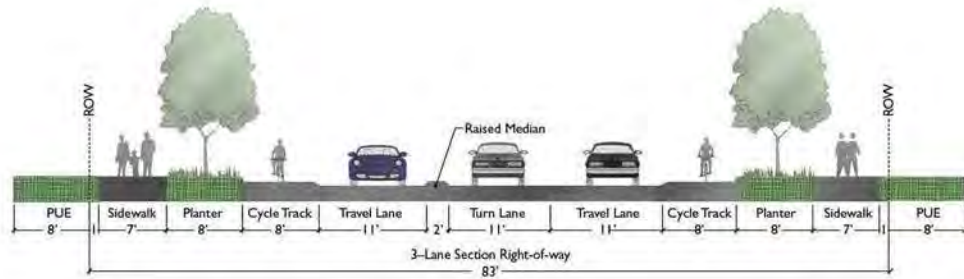 ROW
ROW
Raised Median
PUE Sidewalk Planter Cycle Track Travel Lane Turn Lane Travel Lane Cycle Track Planter Sidewalk PUE
8' 1' 7' 8' 8' 11' 2' 11' 11' 8' 8' 7' 1' 8'
3-Lane Section Right-of-way
83'